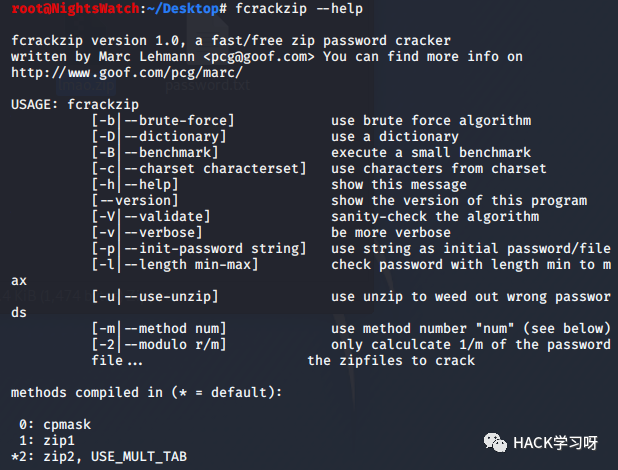 root@NightsWatch:~/Desktop# fcrackzip --help
fcrackzip version 1.0, a fast/free zip password cracker
written by Marc Lehmann <pcg@goof.com> You can find more info on
http://www.goof.com/pcg/marc/
USAGE: fcrackzip
[-b|--brute-force] use brute force algorithm
[-D|--dictionary] use a dictionary
[-B|--benchmark] execute a small benchmark
[-c|--charset characterset] use characters from charset
[-h|--help] show this message
[--version] show the version of this program
[-V|--validate] sanity-check the algorithm
[-v|--verbose] be more verbose
[-p|--init-password string] use string as initial password/file
[-l|--length min-max] check password with length min to m
ax
[-u|--use-unzip] use unzip to weed out wrong passwor
ds
[-m|--method num] use method number "num" (see below)
[-2|--modulo r/m] only calculcate 1/m of the password
file... the zipfiles to crack
methods compiled in (* = default):
0: cpmask
1: zip1
*2: zip2, USE_MULT_TAB
HACK学习呀